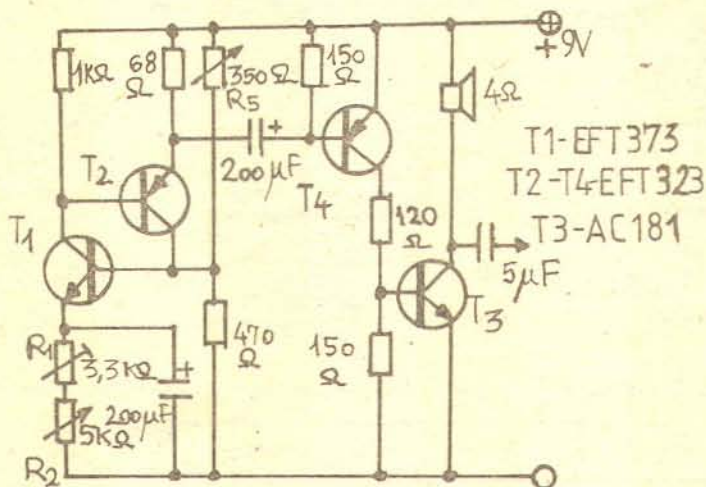 +9V
1KΩ
68
Ω
350Ω
R5
150
Ω
4Ω
T2
200μF
T4
T1
120
Ω
5μF
T3
T1-EFT373
T2-T4-EFT323
T3-AC181
470
Ω
150
Ω
R1
3,3KΩ
200μF
5KΩ
R2